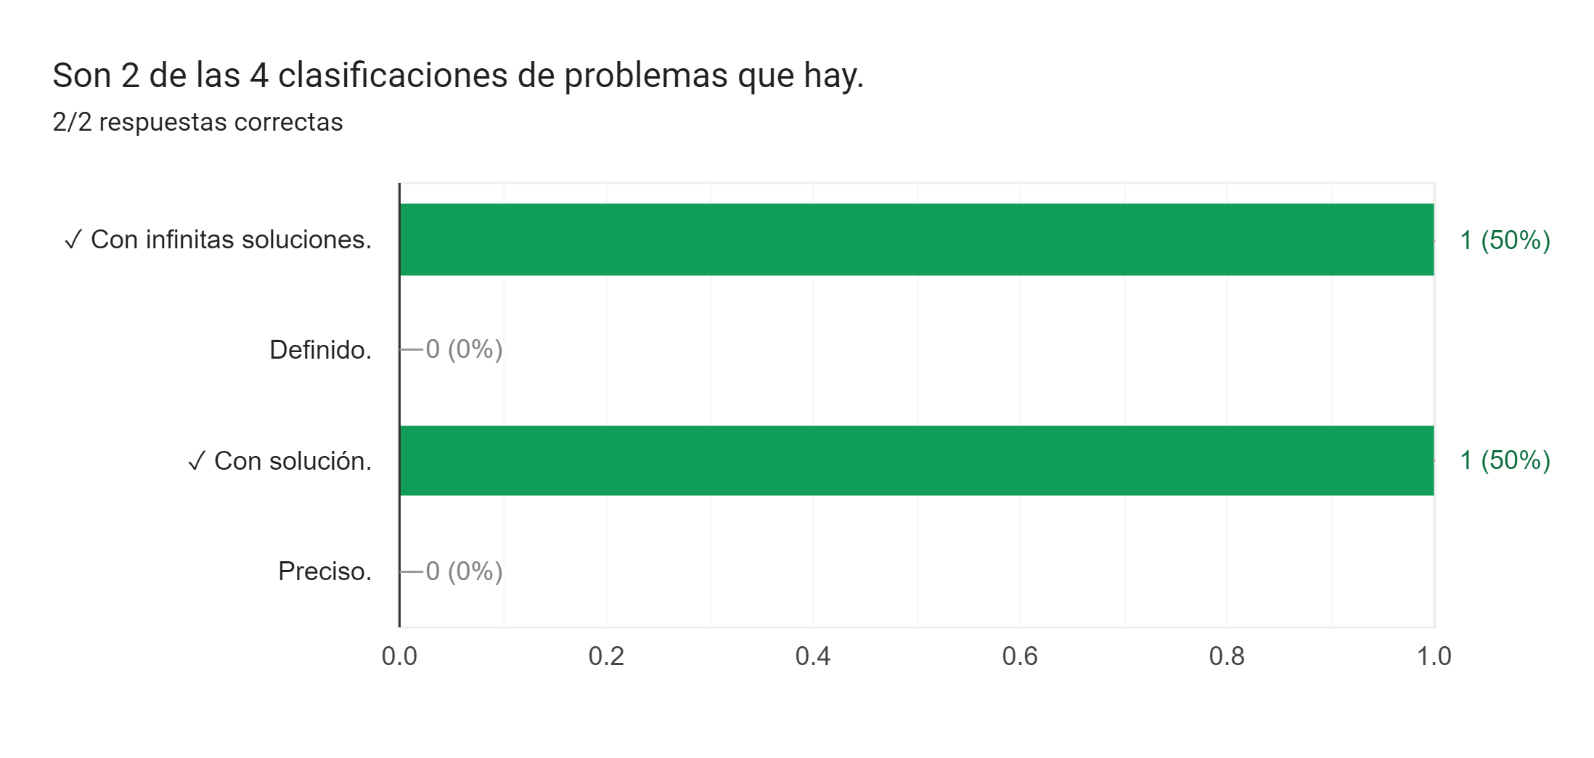 Son 2 de las 4 clasificaciones de problemas que hay.
2/2 respuestas correctas
✓ Con infinitas soluciones.
1 (50%)
Definido.
0 (0%)
✓ Con solución.
1 (50%)
Preciso.
0 (0%)
0.0 0.2 0.4 0.6 0.8 1.0